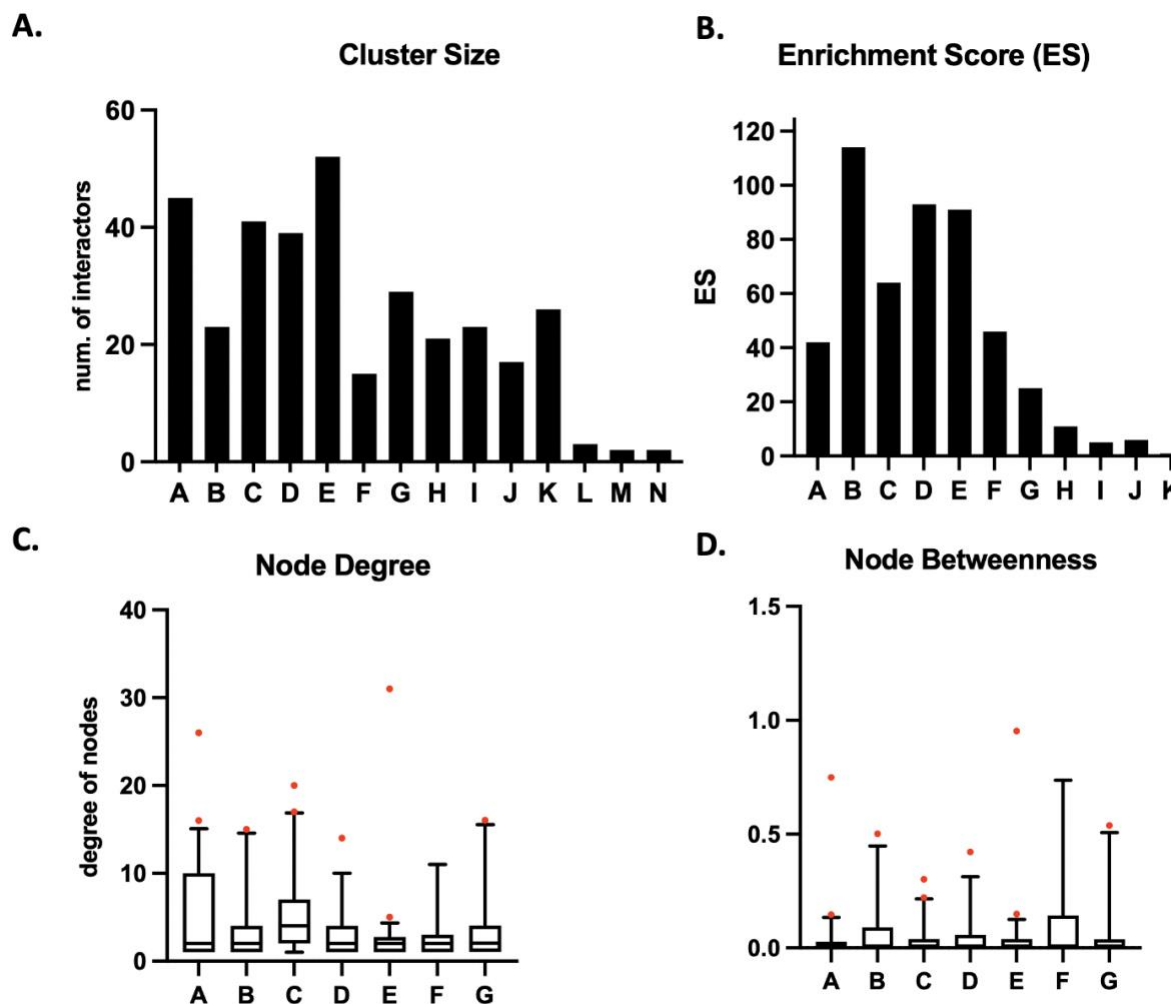 A.
Cluster Size
num. of interactors
60
40
20
0
A B C D E F G H I J K L M N
B.
Enrichment Score (ES)
ES
120
100
80
60
40
20
0
A B C D E F G H I J K
C.
Node Degree
degree of nodes
40
30
20
10
0
A B C D E F G
D.
Node Betweenness
1.5
1.0
0.5
0.0
A B C D E F G